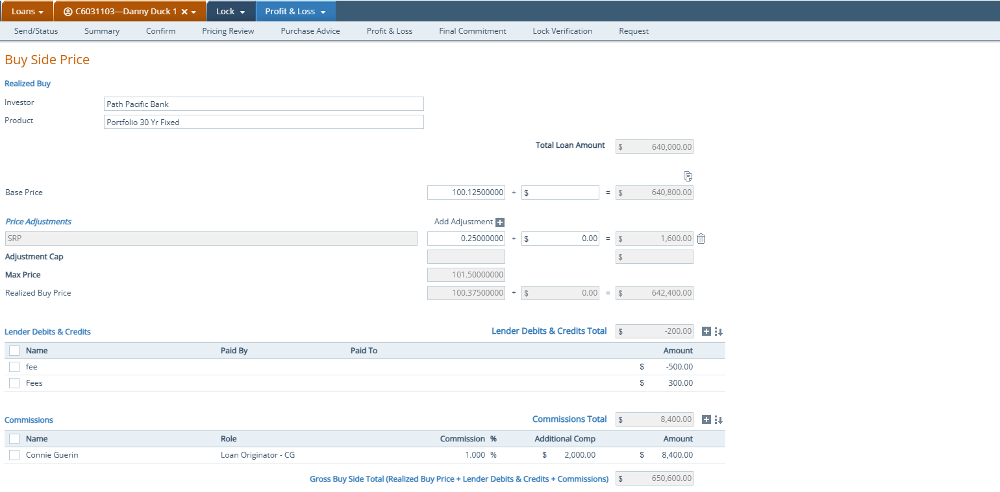 Loans C6031103—Danny Duck 1 × Lock Profit & Loss
Send/Status Summary Confirm Pricing Review Purchase Advice Profit & Loss Final Commitment Lock Verification Request
Buy Side Price
Realized Buy
Investor Path Pacific Bank
Product Portfolio 30 Yr Fixed
Total Loan Amount $ 640,000.00
Base Price 100.12500000 + $ = $ 640,800.00
Price Adjustments Add Adjustment +
SRP 0.25000000 + $ 0.00 = $ 1,600.00
Adjustment Cap $
Max Price 101.50000000
Realized Buy Price 100.37500000 + $ 0.00 = $ 642,400.00
Lender Debits & Credits Lender Debits & Credits Total $ -200.00
Name Paid By Paid To Amount
fee $ -500.00
Fees $ 300.00
Commissions Commissions Total $ 8,400.00
Name Role Commission % Additional Comp Amount
Connie Guerin Loan Originator - CG 1.000 % $ 2,000.00 $ 8,400.00
Gross Buy Side Total (Realized Buy Price + Lender Debits & Credits + Commissions) $ 650,600.00